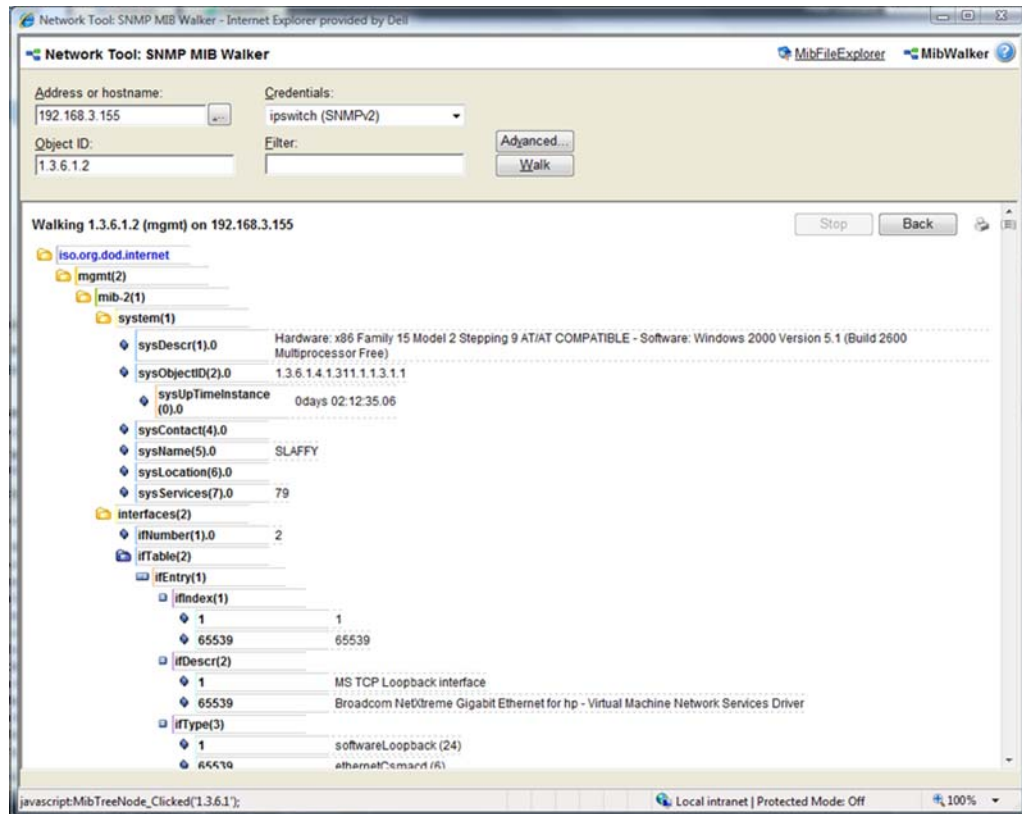 Network Tool: SNMP MIB Walker - Internet Explorer provided by Dell
Network Tool: SNMP MIB Walker
MibFileExplorer
MibWalker
Address or hostname:
Credentials:
192.168.3.155
...
ipswitch (SNMPv2)
Object ID:
Filter:
Advanced...
1.3.6.1.2
Walk
Walking 1.3.6.1.2 (mgmt) on 192.168.3.155
Stop
Back
iso.org.dod.internet
mgmt(2)
mib-2(1)
system(1)
sysDescr(1).0
Hardware: x86 Family 15 Model 2 Stepping 9 AT/AT COMPATIBLE - Software: Windows 2000 Version 5.1 (Build 2600
Multiprocessor Free)
sysObjectID(2).0 1.3.6.1.4.1.311.1.1.3.1.1
sysUpTimeInstance
(0).0
0days 02:12:35.06
sysContact(4).0
sysName(5).0 SLAFFY
sysLocation(6).0
sysServices(7).0 79
interfaces(2)
ifNumber(1).0 2
ifTable(2)
ifEntry(1)
ifIndex(1)
1 1
65539 65539
ifDescr(2)
1 MS TCP Loopback interface
65539 Broadcom NetXtreme Gigabit Ethernet for hp - Virtual Machine Network Services Driver
ifType(3)
1 softwareLoopback (24)
65539 ethernetCsmacd (6)
javascript:MibTreeNode_Clicked('1.3.6.1');
Local intranet | Protected Mode: Off
100%